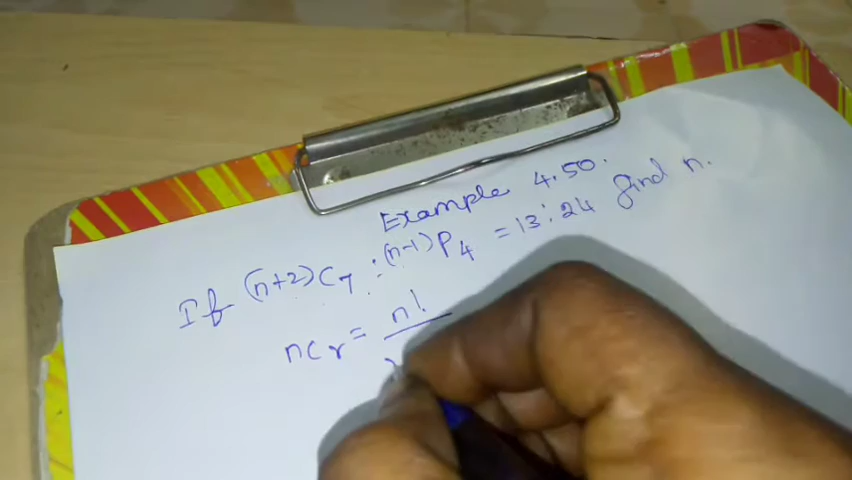 Example 4.50.
If (n+2)C7 : (n-1)P4 = 13:24 find n.
nCr = n!